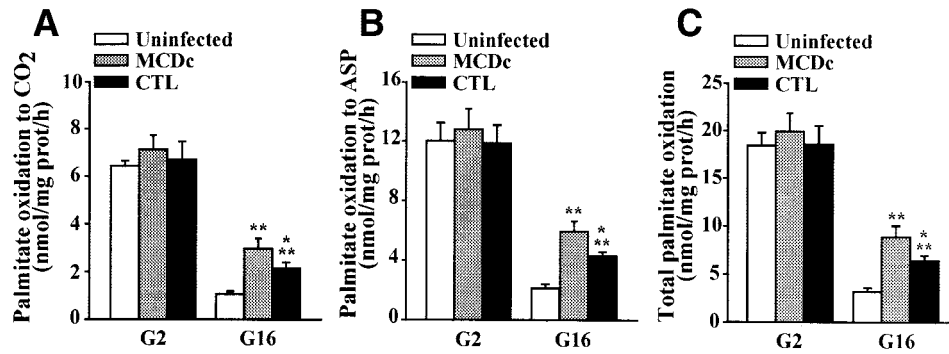 A
Uninfected
MCDc
CTL
Palmitate oxidation to CO2
(nmol/mg prot/h)
10
8
6
4
2
0
**
*
**
G2
G16
B
Uninfected
MCDc
CTL
Palmitate oxidation to ASP
(nmol/mg prot/h)
16
12
8
4
0
**
*
**
G2
G16
C
Uninfected
MCDc
CTL
Total palmitate oxidation
(nmol/mg prot/h)
25
20
15
10
5
0
**
*
**
G2
G16